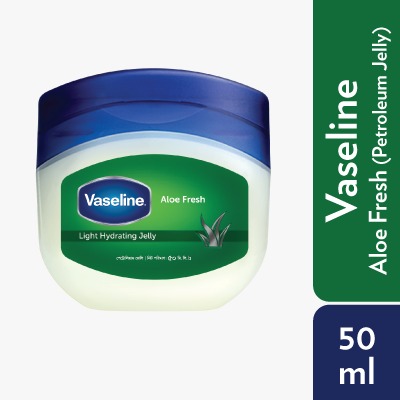 Vaseline
Aloe Fresh
Light Hydrating Jelly
Vaseline
Aloe Fresh (Petroleum Jelly)
50
ml